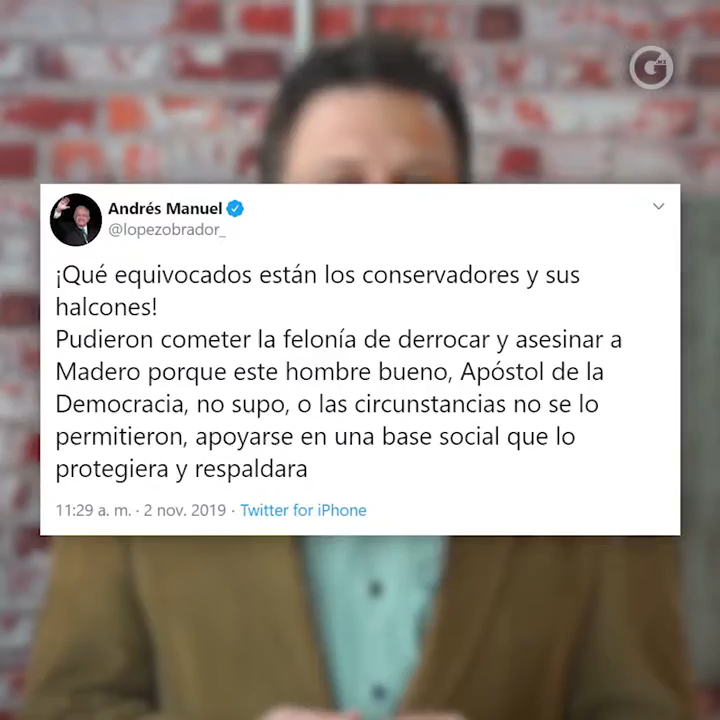 G.MX
Andrés Manuel
@lopezobrador_
¡Qué equivocados están los conservadores y sus
halcones!
Pudieron cometer la felonía de derrocar y asesinar a
Madero porque este hombre bueno, Apóstol de la
Democracia, no supo, o las circunstancias no se lo
permitieron, apoyarse en una base social que lo
protegiera y respaldara
11:29 a. m. · 2 nov. 2019 · Twitter for iPhone